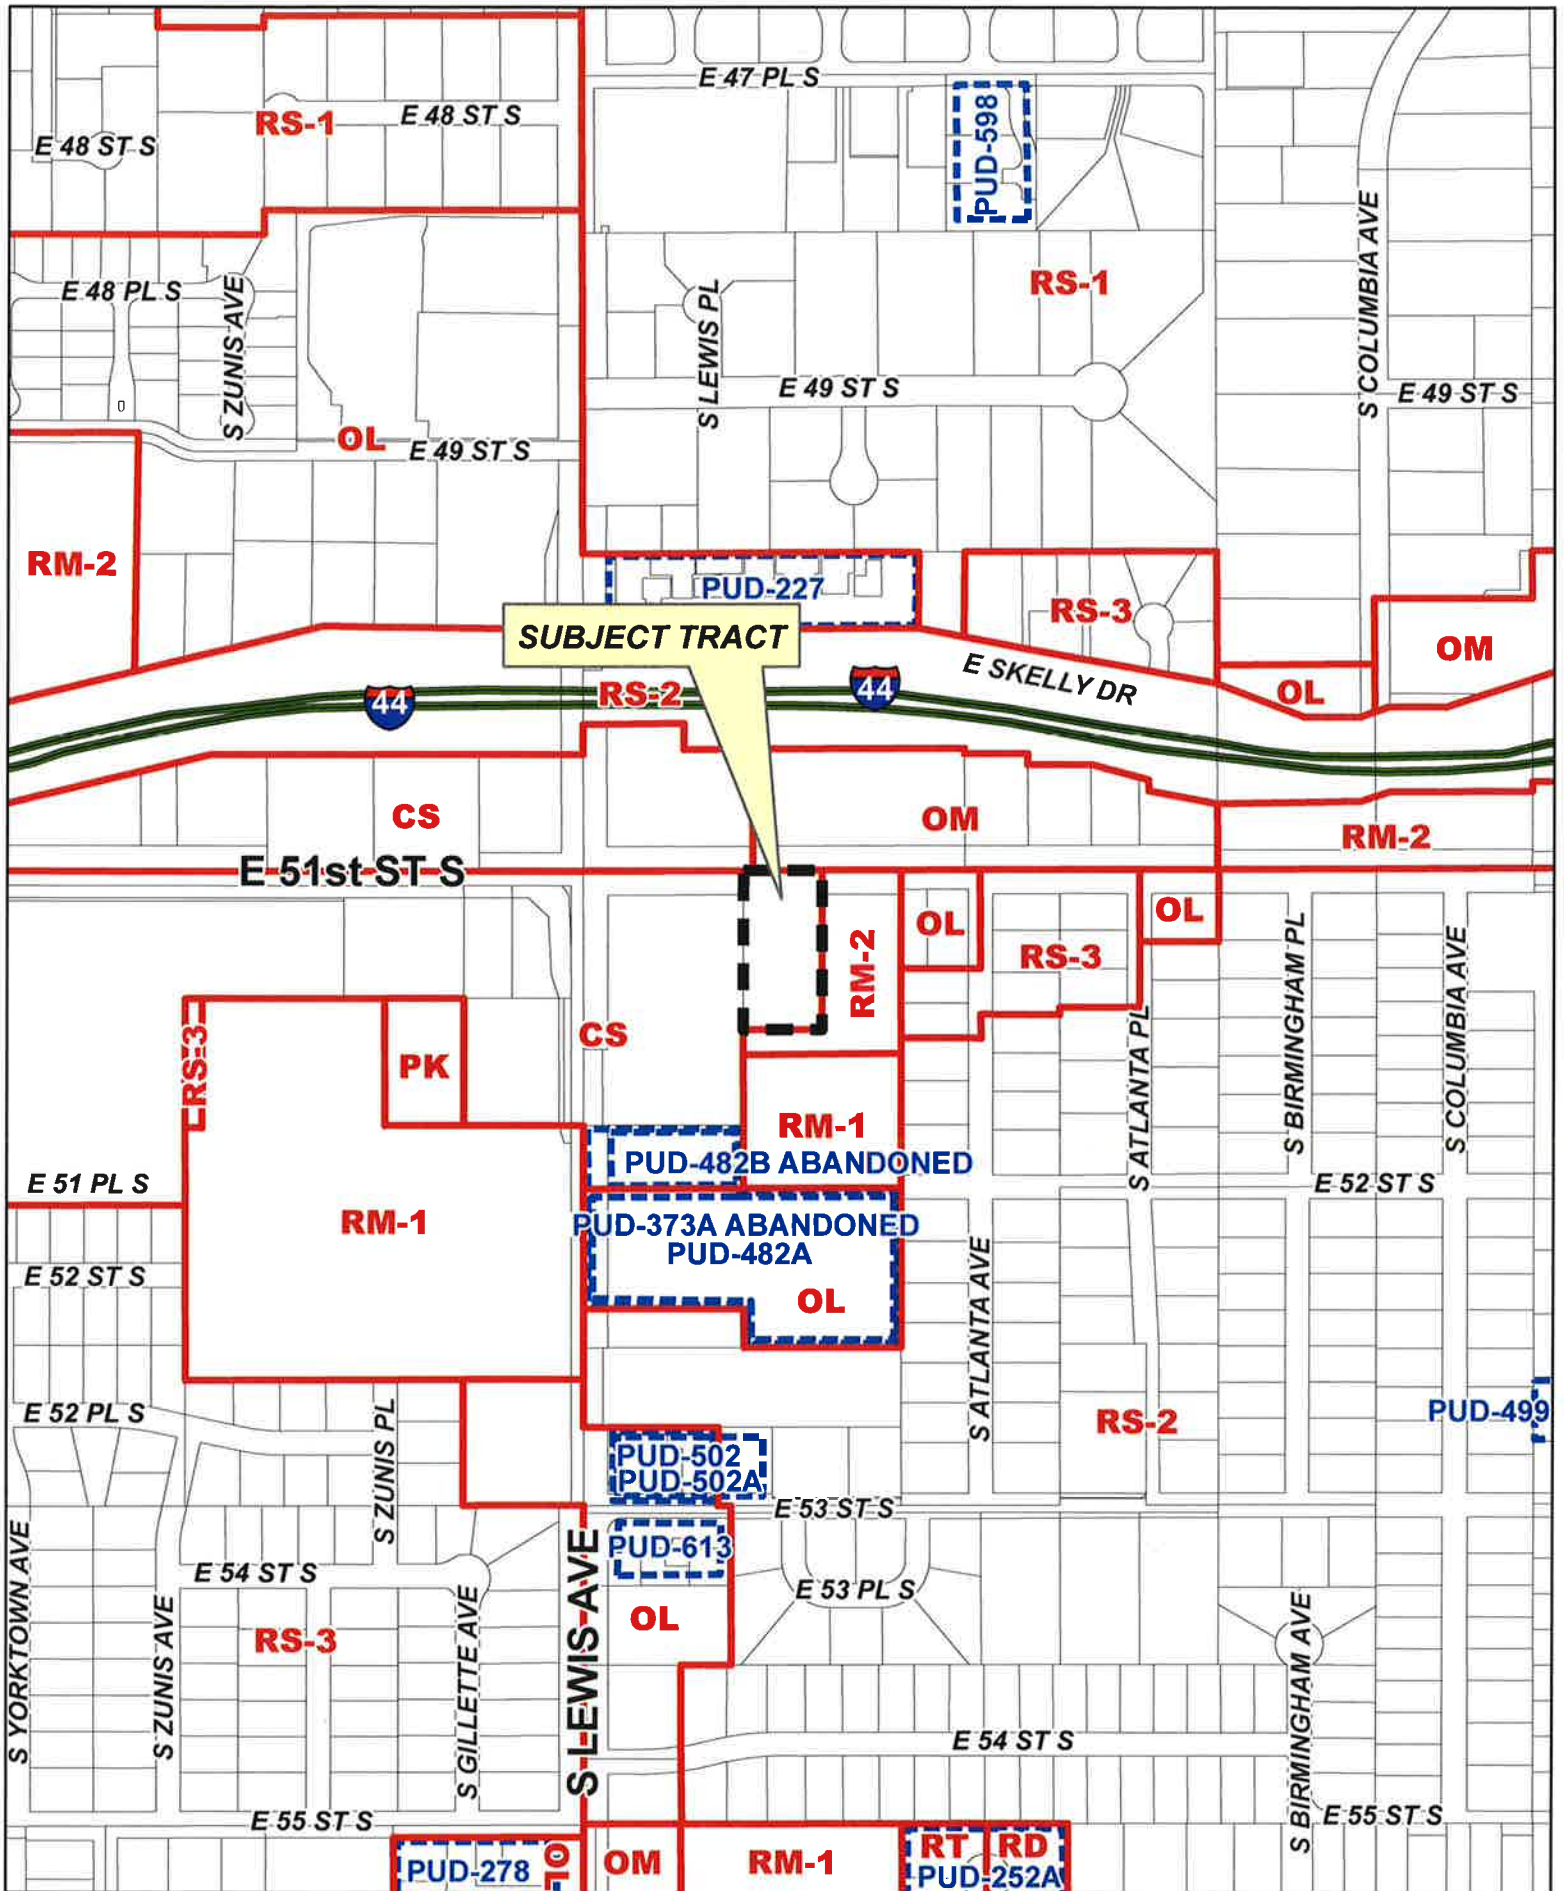 E 47 PL S
PUD-598
RS-1
E 48 ST S
E 48 ST S
S COLUMBIA AVE
RS-1
E 48 PL S
S ZUNIS AVE
S LEWIS PL
E 49 ST S
E 49 ST S
OL
E 49 ST S
RM-2
PUD-227
RS-3
SUBJECT TRACT
OM
E SKELLY DR
44
RS-2
44
OL
CS
OM
RM-2
E 51st ST S
OL
OL
RM-2
RS-3
S BIRMINGHAM PL
S COLUMBIA AVE
RS-3
PK
CS
S ATLANTA PL
RM-1
PUD-482B ABANDONED
E 51 PL S
E 52 ST S
RM-1
PUD-373A ABANDONED
PUD-482A
E 52 ST S
OL
S ATLANTA AVE
E 52 PL S
S ZUNIS PL
RS-2
PUD-499
PUD-502
PUD-502A
E 53 ST S
PUD-613
E 54 ST S
E 53 PL S
S YORKTOWN AVE
S ZUNIS AVE
RS-3
S GILLETTE AVE
S LEWIS AVE
OL
S BIRMINGHAM AVE
E 54 ST S
E 55 ST S
E 55 ST S
PUD-278
OL
OM
RM-1
RT
RD
PUD-252A